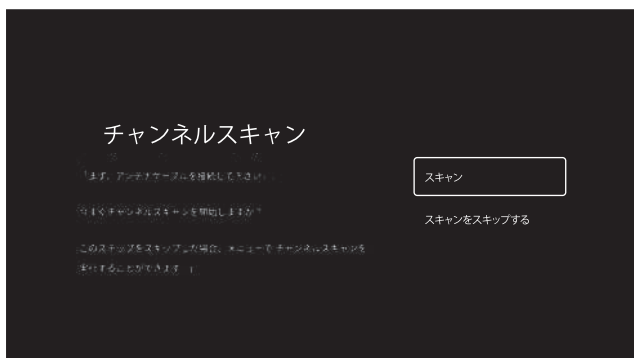 チャンネルスキャン
「まず、アンテナケーブルを接続して下さい」.
今すぐチャンネルスキャンを開始しますか?
このステップをスキップした場合、メニューで チャンネルスキャンを
実行することができます 」
スキャン
スキャンをスキップする